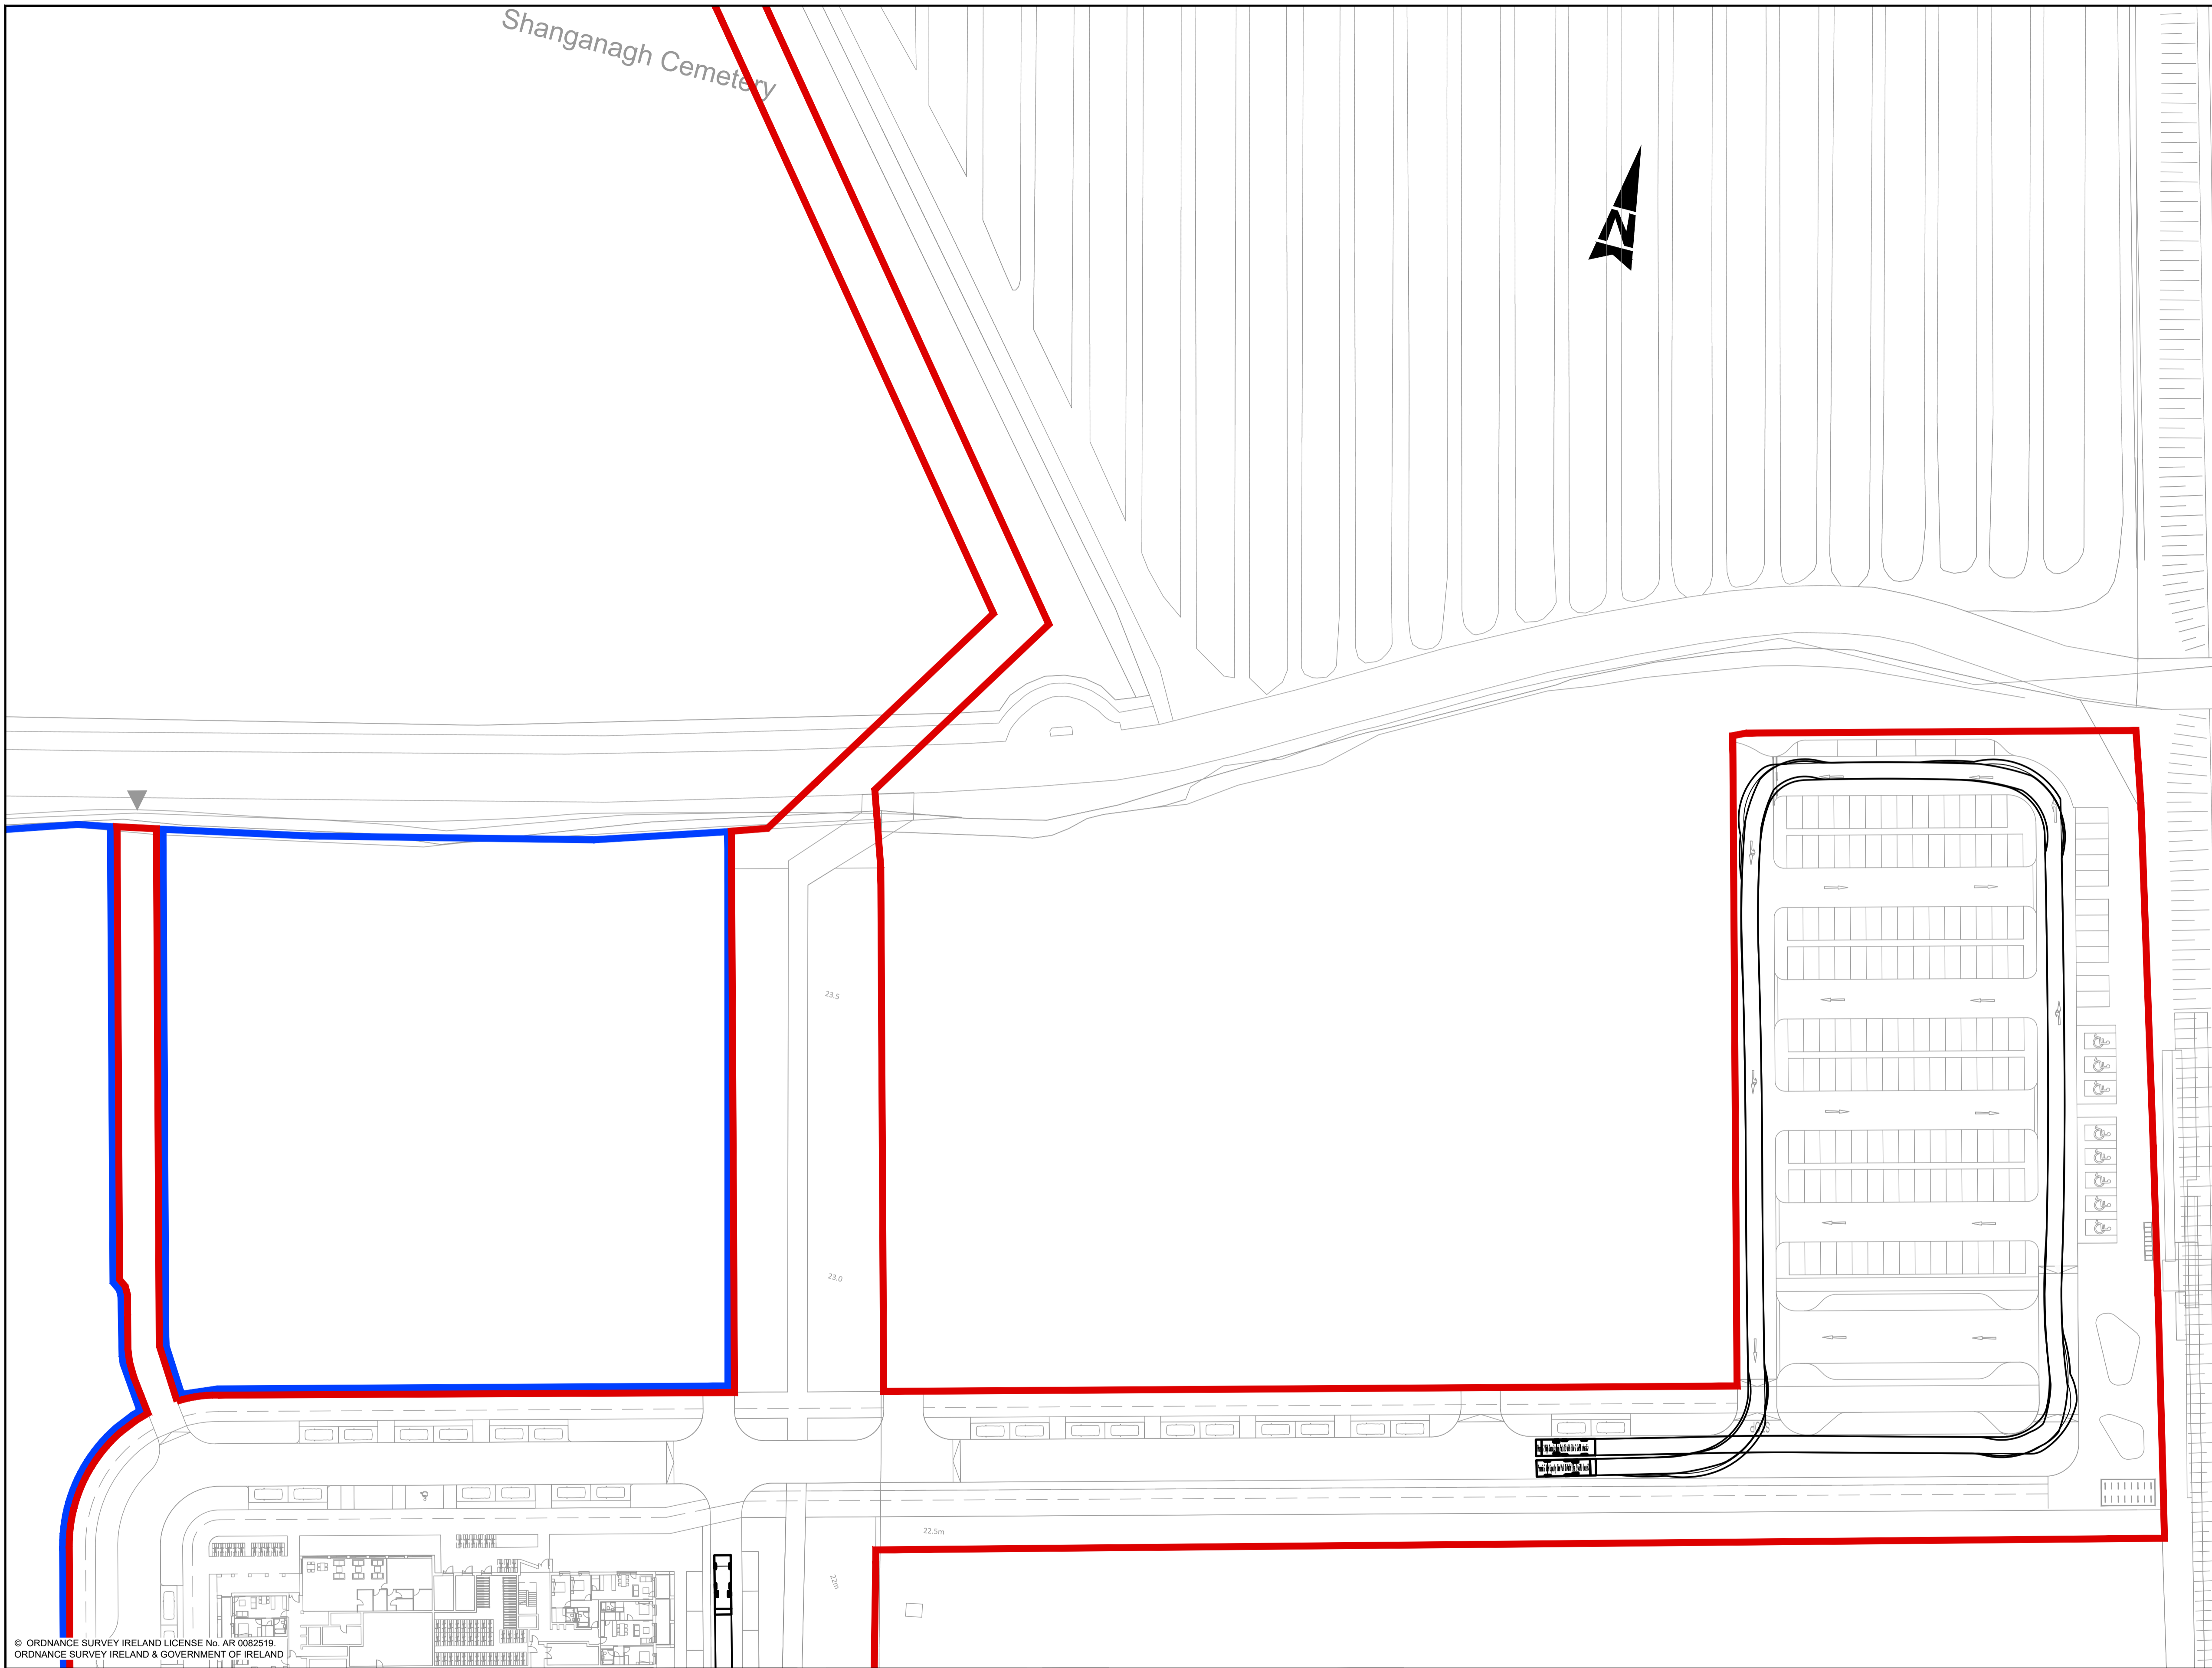 Shanganagh Cemetery
N
23.5
23.0
22.5m
22m
© ORDNANCE SURVEY IRELAND LICENSE No. AR 0082519.
ORDNANCE SURVEY IRELAND & GOVERNMENT OF IRELAND